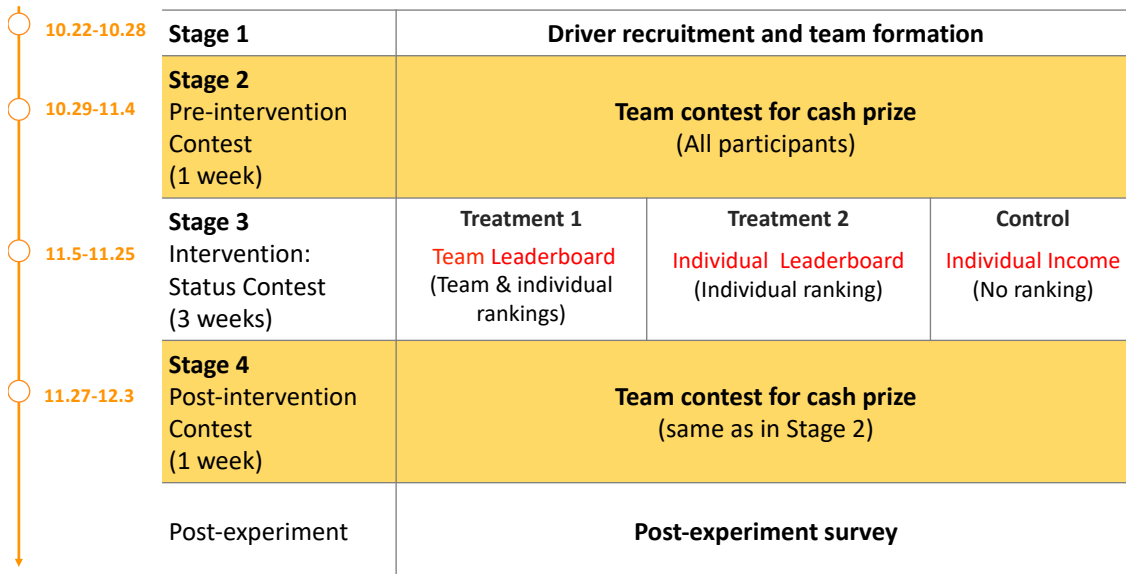 10.22-10.28
Stage 1
Driver recruitment and team formation
10.29-11.4
Stage 2
Pre-intervention
Contest
(1 week)
Team contest for cash prize
(All participants)
11.5-11.25
Stage 3
Intervention:
Status Contest
(3 weeks)
Treatment 1
Team Leaderboard
(Team & individual
rankings)
Treatment 2
Individual Leaderboard
(Individual ranking)
Control
Individual Income
(No ranking)
11.27-12.3
Stage 4
Post-intervention
Contest
(1 week)
Team contest for cash prize
(same as in Stage 2)
Post-experiment
Post-experiment survey